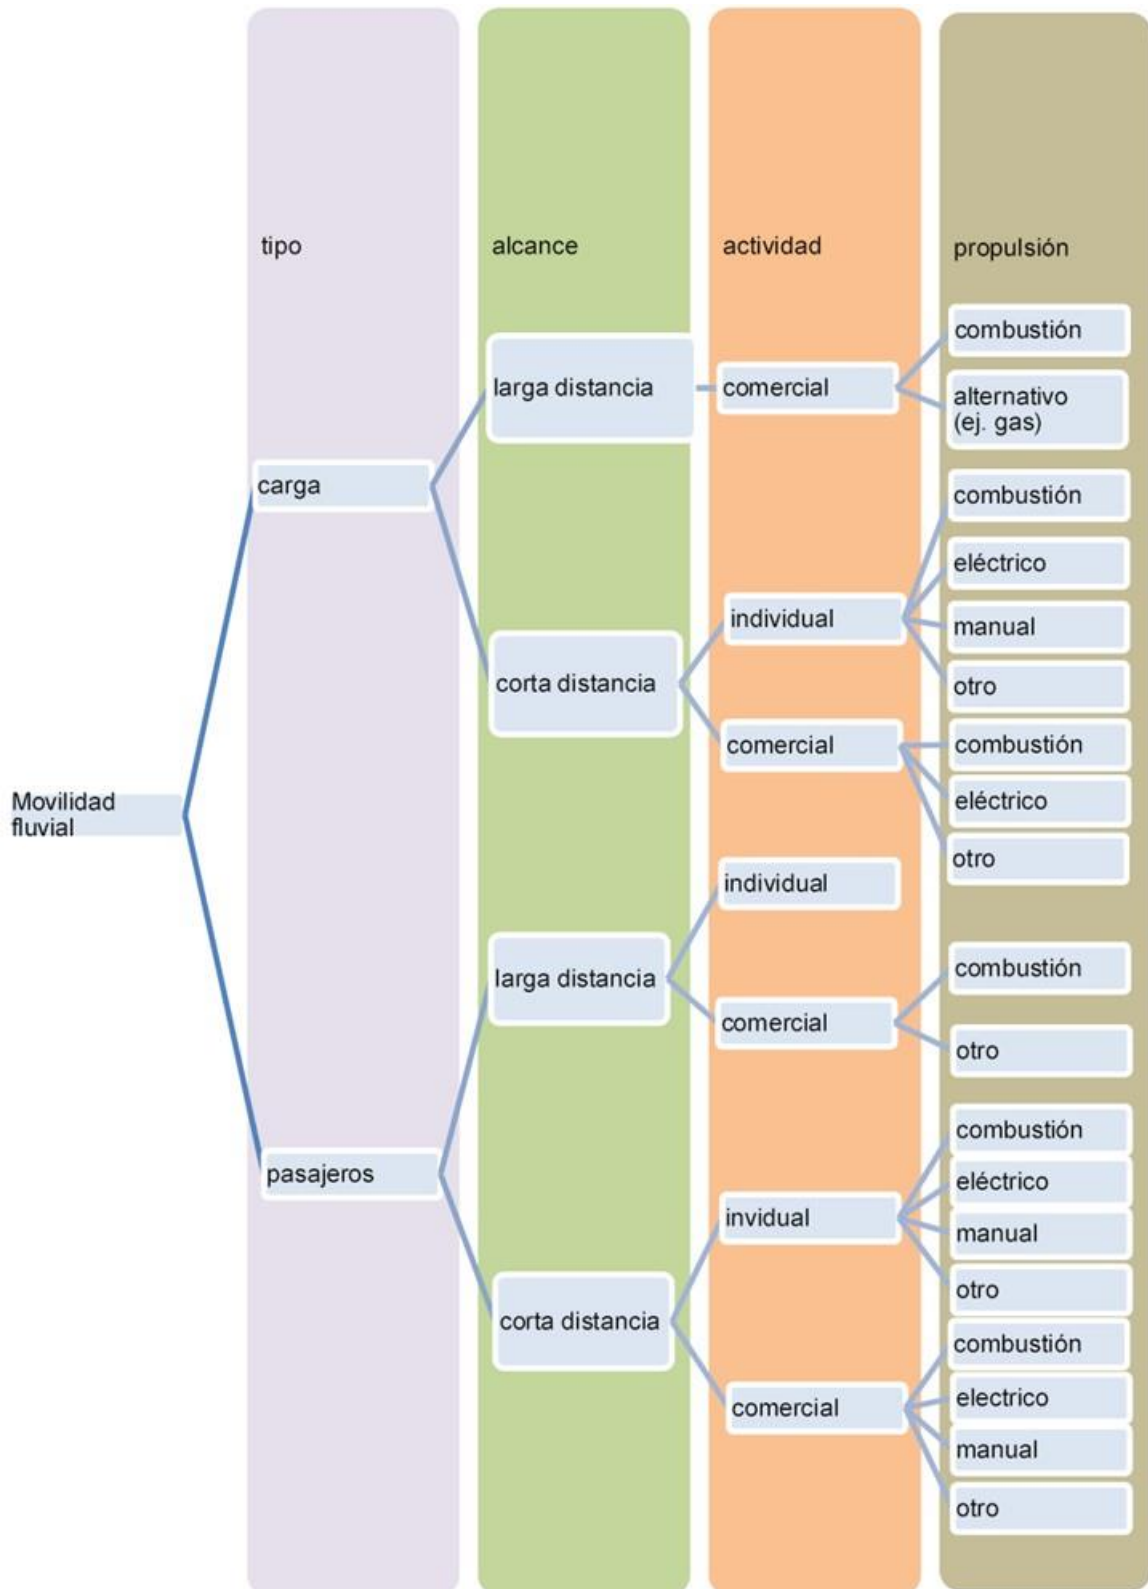 tipo
alcance
actividad
propulsión
combustión
larga distancia
comercial
alternativo
(ej. gas)
carga
combustión
eléctrico
individual
manual
corta distancia
otro
comercial
combustión
Movilidad
fluvial
eléctrico
otro
individual
larga distancia
combustión
comercial
otro
combustión
pasajeros
eléctrico
invidual
manual
otro
corta distancia
combustión
electrico
comercial
manual
otro